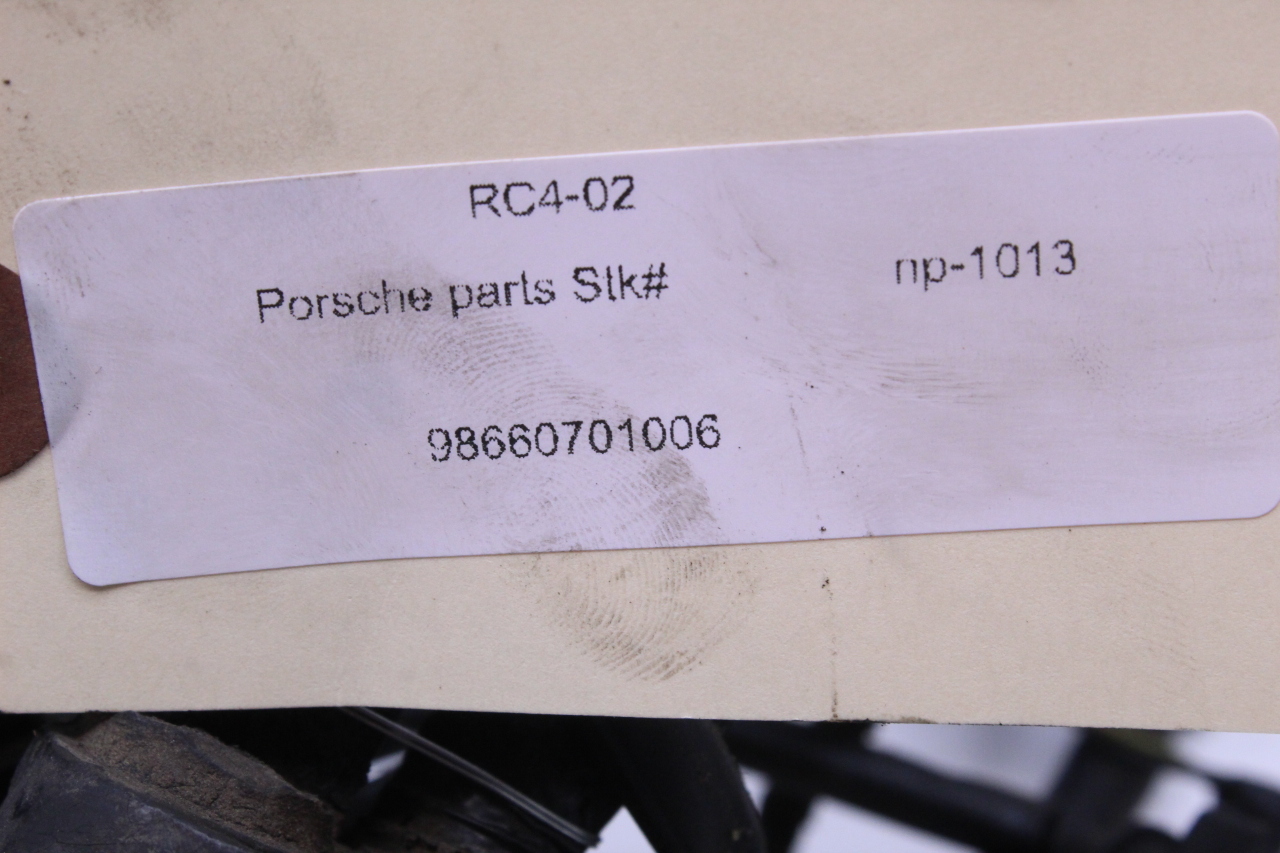 RC4-02
Porsche parts Stk# np-1013
98660701006